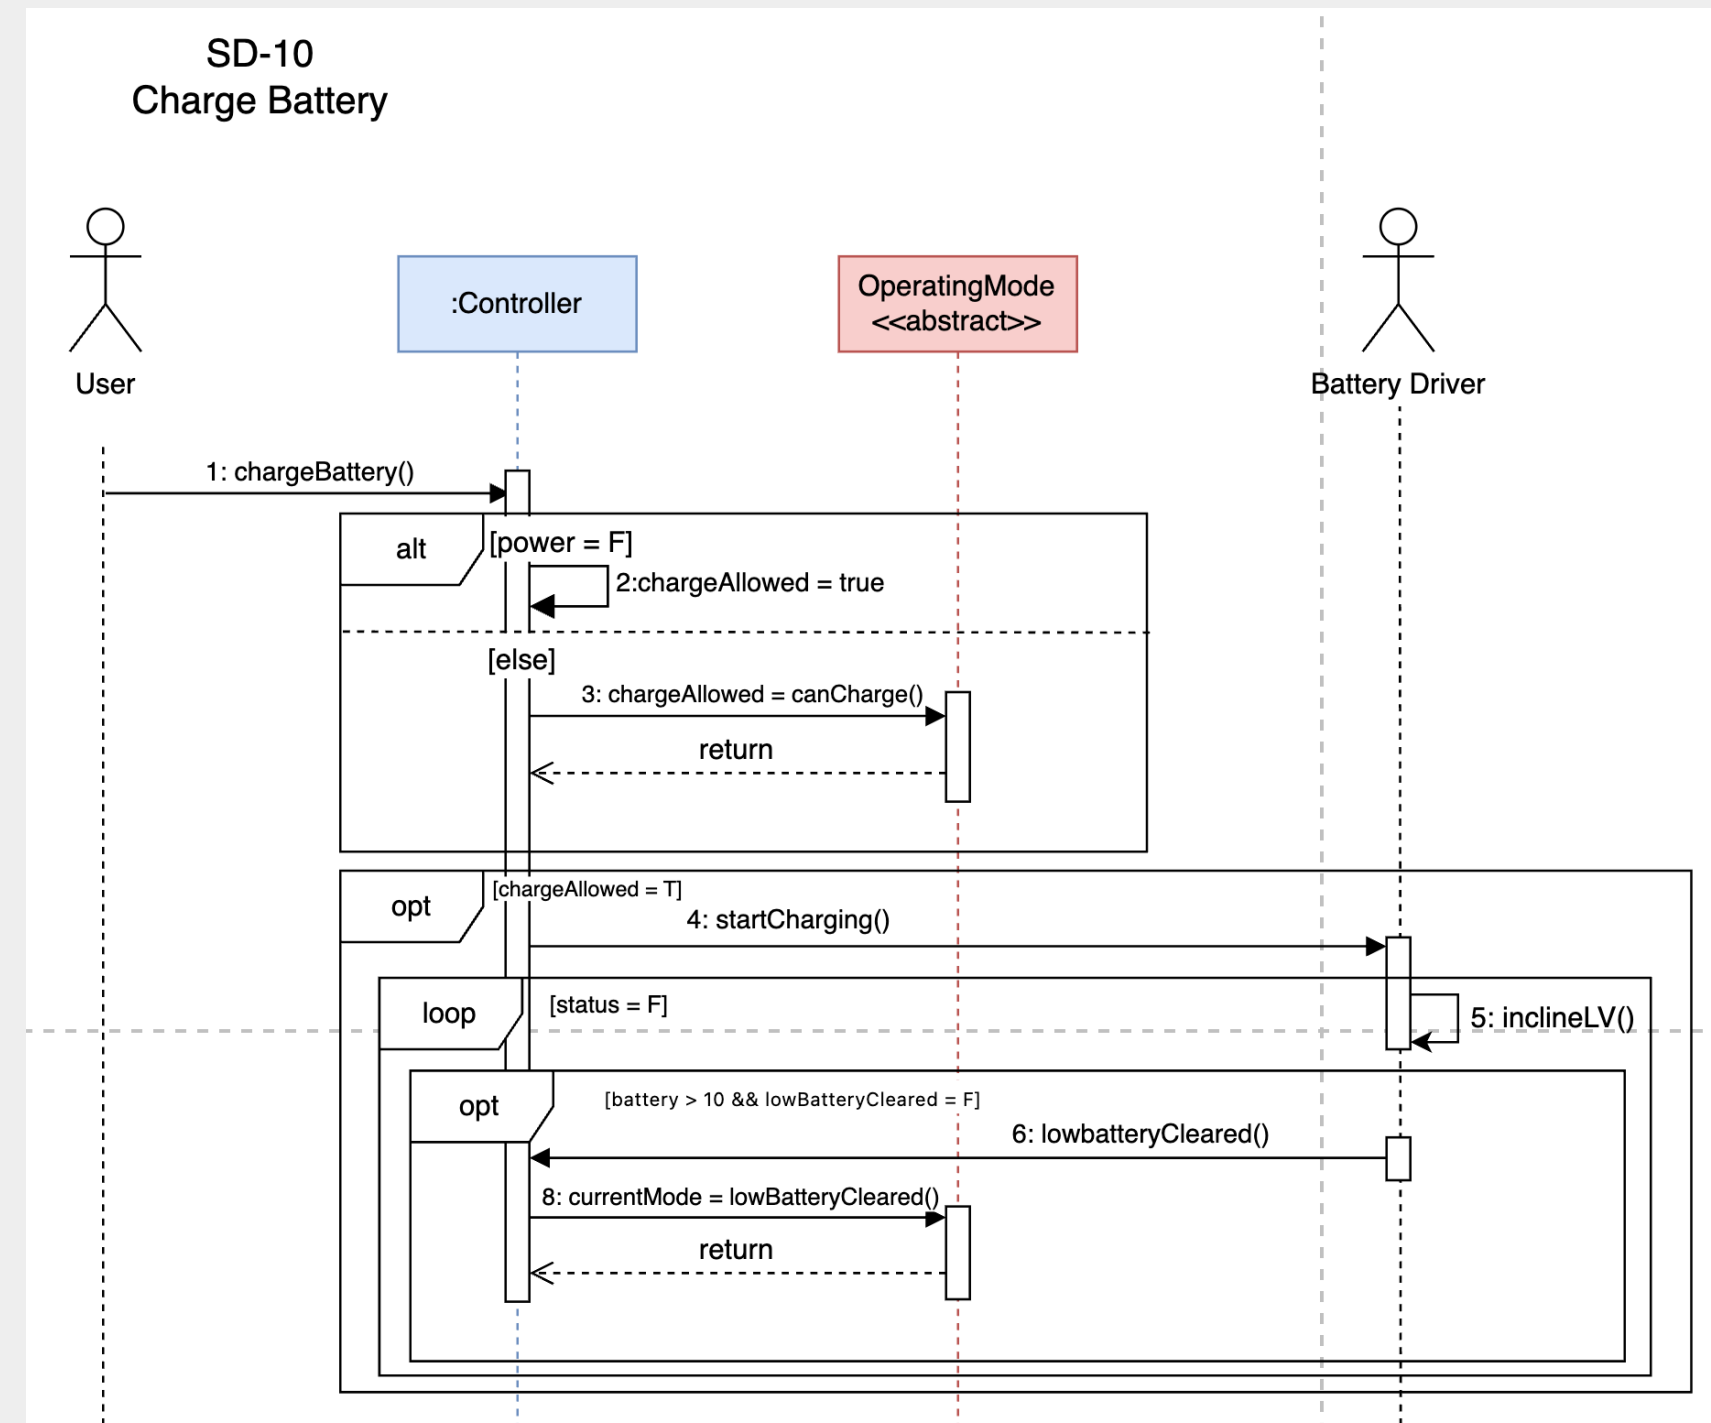 SD-10
Charge Battery
User
:Controller
OperatingMode
<<abstract>>
Battery Driver
1: chargeBattery()
alt
[power = F]
2:chargeAllowed = true
[else]
3: chargeAllowed = canCharge()
return
opt
[chargeAllowed = T]
4: startCharging()
loop
[status = F]
5: inclineLV()
opt
[battery > 10 && lowBatteryCleared = F]
6: lowbatteryCleared()
8: currentMode = lowBatteryCleared()
return